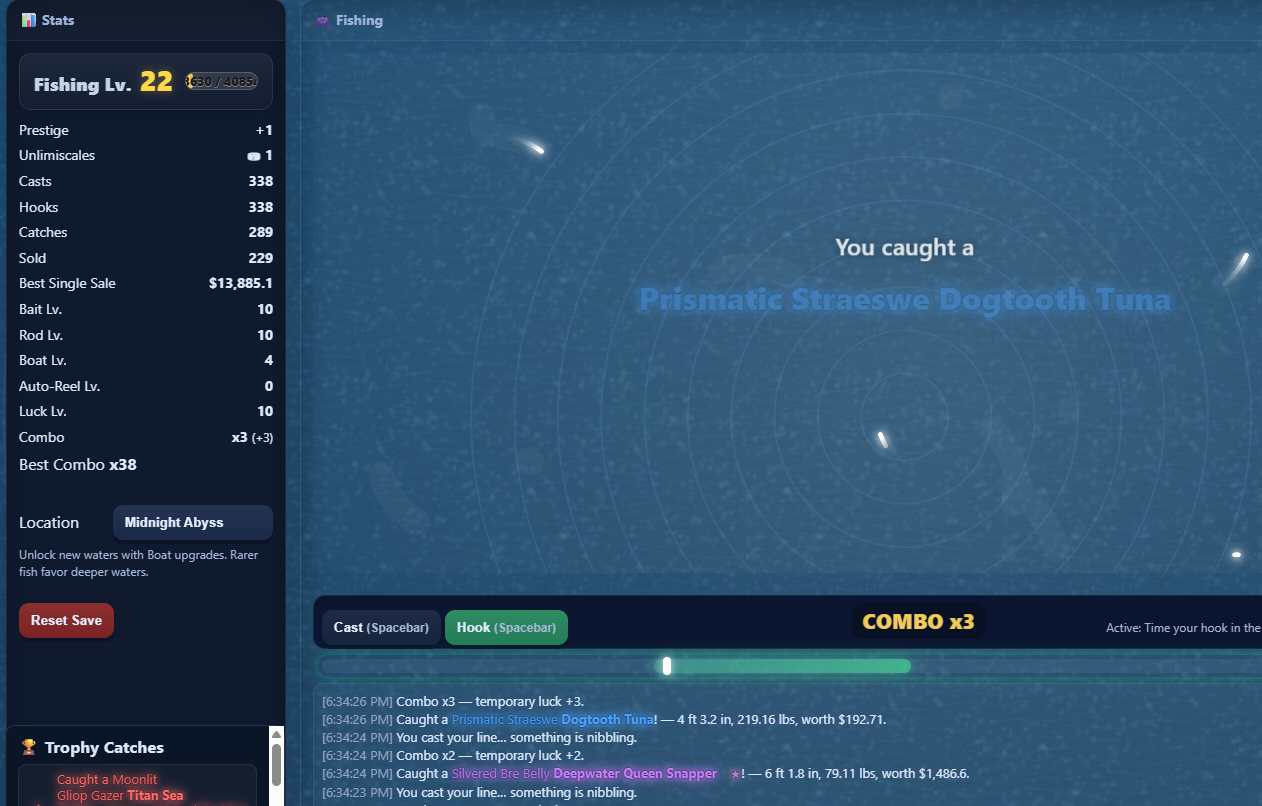 Stats
Fishing Lv. 22
Prestige +1
Unlimiscales 1
Casts 338
Hooks 338
Catches 289
Sold 229
Best Single Sale $13,885.1
Bait Lv. 10
Rod Lv. 10
Boat Lv. 4
Auto-Reel Lv. 0
Luck Lv. 10
Combo x3 (+3)
Best Combo x38
Location Midnight Abyss
Unlock new waters with Boat upgrades. Rarer
fish favor deeper waters.
Reset Save
Trophy Catches
Caught a Moonlit
Gliop Gazer Titan Sea
Fishing
You caught a
Prismatic Straeswe Dogtooth Tuna
Cast (Spacebar)
Hook (Spacebar)
COMBO x3
Active: Time your hook in the
[6:34:26 PM] Combo x3 — temporary luck +3.
[6:34:26 PM] Caught a Prismatic Straeswe Dogtooth Tuna! — 4 ft 3.2 in, 219.16 lbs, worth $192.71.
[6:34:24 PM] You cast your line... something is nibbling.
[6:34:24 PM] Combo x2 — temporary luck +2.
[6:34:24 PM] Caught a Silvered Bre Belly Deepwater Queen Snapper ★! — 6 ft 1.8 in, 79.11 lbs, worth $1,486.6.
[6:34:23 PM] You cast your line... something is nibbling.